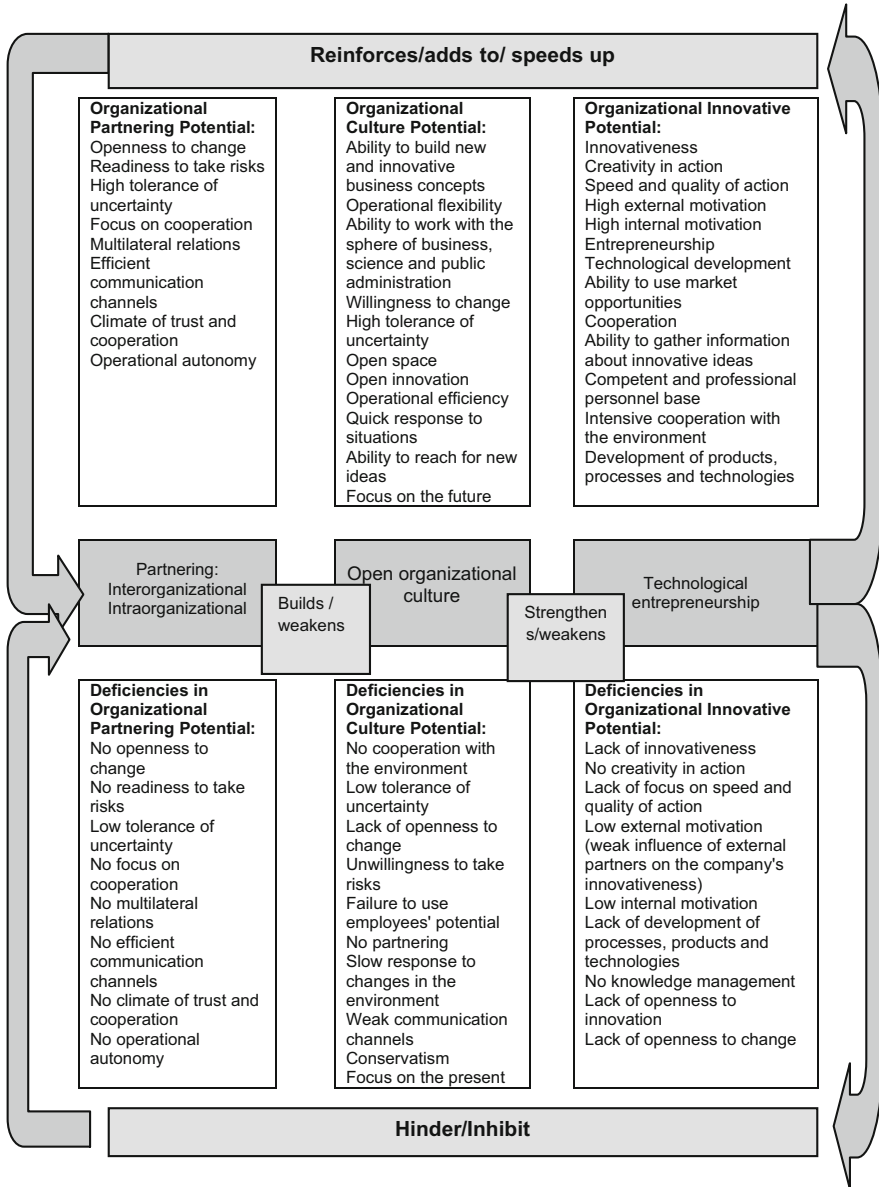 Reinforces/adds to/ speeds up
Organizational
Partnering Potential:
Openness to change
Readiness to take risks
High tolerance of
uncertainty
Focus on cooperation
Multilateral relations
Efficient
communication
channels
Climate of trust and
cooperation
Operational autonomy
Organizational
Culture Potential:
Ability to build new
and innovative
business concepts
Operational flexibility
Ability to work with the
sphere of business,
science and public
administration
Willingness to change
High tolerance of
uncertainty
Open space
Open innovation
Operational efficiency
Quick response to
situations
Ability to reach for new
ideas
Focus on the future
Organizational Innovative
Potential:
Innovativeness
Creativity in action
Speed and quality of action
High external motivation
High internal motivation
Entrepreneurship
Technological development
Ability to use market
opportunities
Cooperation
Ability to gather information
about innovative ideas
Competent and professional
personnel base
Intensive cooperation with
the environment
Development of products,
processes and technologies
Partnering:
Interorganizational
Intraorganizational
Builds /
weakens
Open organizational
culture
Strengthen
s/weakens
Technological
entrepreneurship
Deficiencies in
Organizational
Partnering Potential:
No openness to
change
No readiness to take
risks
Low tolerance of
uncertainty
No focus on
cooperation
No multilateral
relations
No efficient
communication
channels
No climate of trust and
cooperation
No operational
autonomy
Deficiencies in
Organizational
Culture Potential:
No cooperation with
the environment
Low tolerance of
uncertainty
Lack of openness to
change
Unwillingness to take
risks
Failure to use
employees' potential
No partnering
Slow response to
changes in the
environment
Weak communication
channels
Conservatism
Focus on the present
Deficiencies in
Organizational Innovative
Potential:
Lack of innovativeness
No creativity in action
Lack of focus on speed and
quality of action
Low external motivation
(weak influence of external
partners on the company's
innovativeness)
Low internal motivation
Lack of development of
processes, products and
technologies
No knowledge management
Lack of openness to
innovation
Lack of openness to change
Hinder/Inhibit